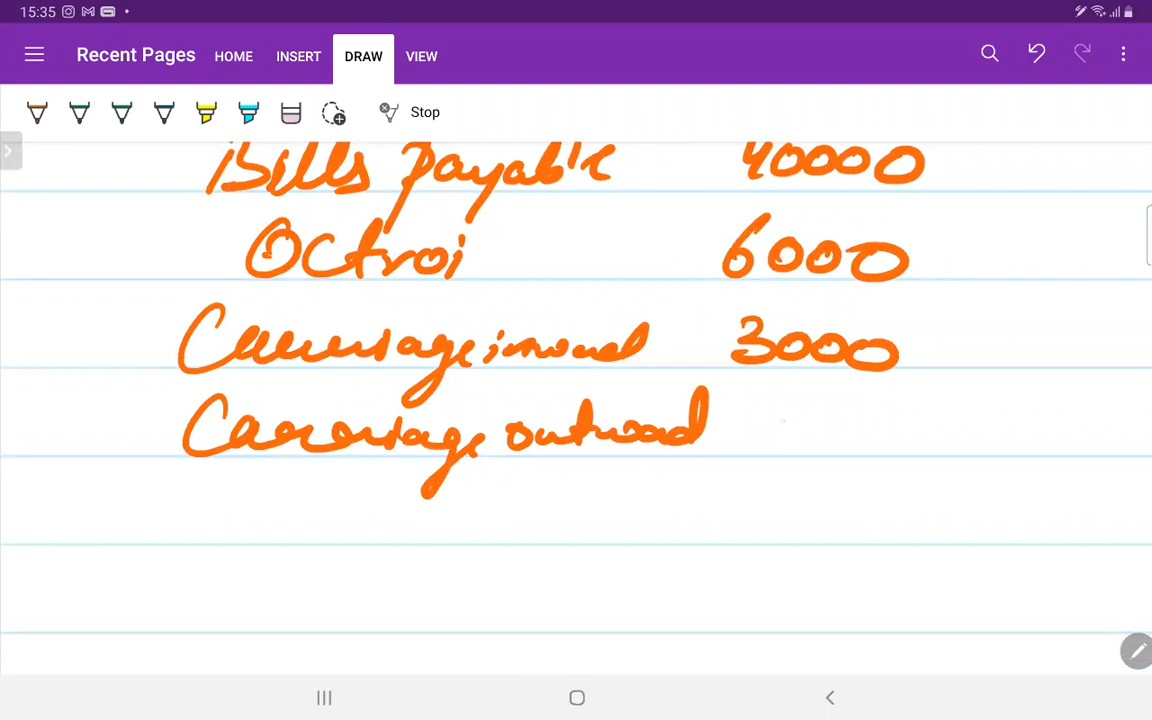 15:35
Recent Pages HOME INSERT DRAW VIEW
Stop
Bills Payable 40000
Octroi 6000
Carriage inward 3000
Carriage outward